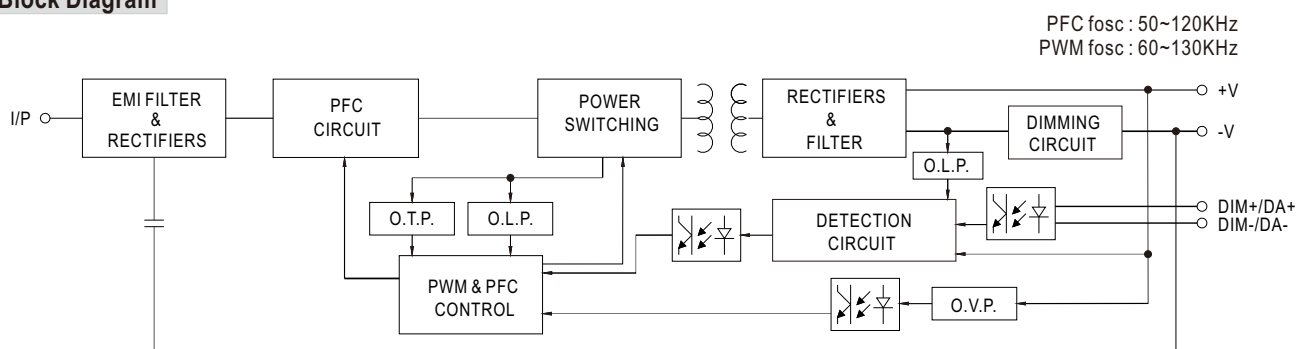 Block Diagram
PFC fosc : 50~120KHz
PWM fosc : 60~130KHz
I/P
EMI FILTER
&
RECTIFIERS
PFC
CIRCUIT
POWER
SWITCHING
RECTIFIERS
&
FILTER
DIMMING
CIRCUIT
+V
-V
O.L.P.
O.T.P.
O.L.P.
DETECTION
CIRCUIT
DIM+/DA+
DIM-/DA-
PWM & PFC
CONTROL
O.V.P.